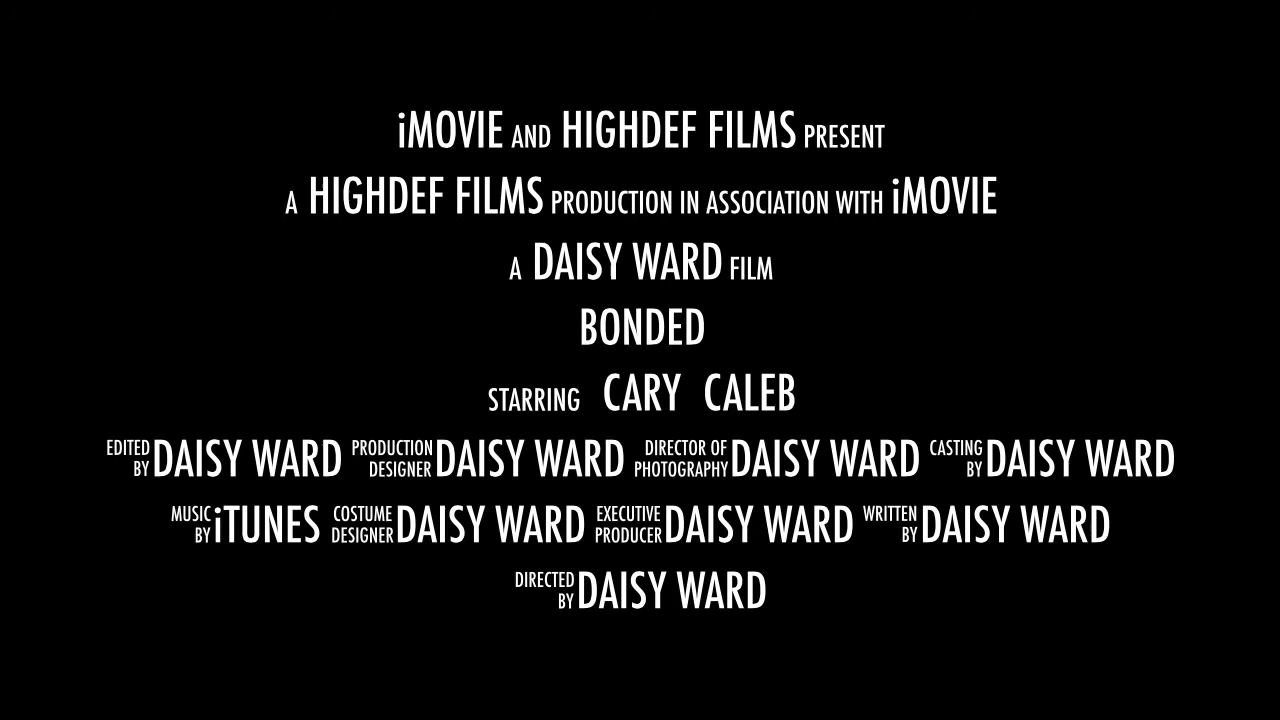 iMOVIE AND HIGHDEF FILMS PRESENT
A HIGHDEF FILMS PRODUCTION IN ASSOCIATION WITH iMOVIE
A DAISY WARD FILM
BONDED
STARRING CARY CALEB
EDITED BY DAISY WARD PRODUCTION DESIGNER DAISY WARD DIRECTOR OF PHOTOGRAPHY DAISY WARD CASTING BY DAISY WARD
MUSIC BY iTUNES COSTUME DESIGNER DAISY WARD EXECUTIVE PRODUCER DAISY WARD WRITTEN BY DAISY WARD
DIRECTED BY DAISY WARD